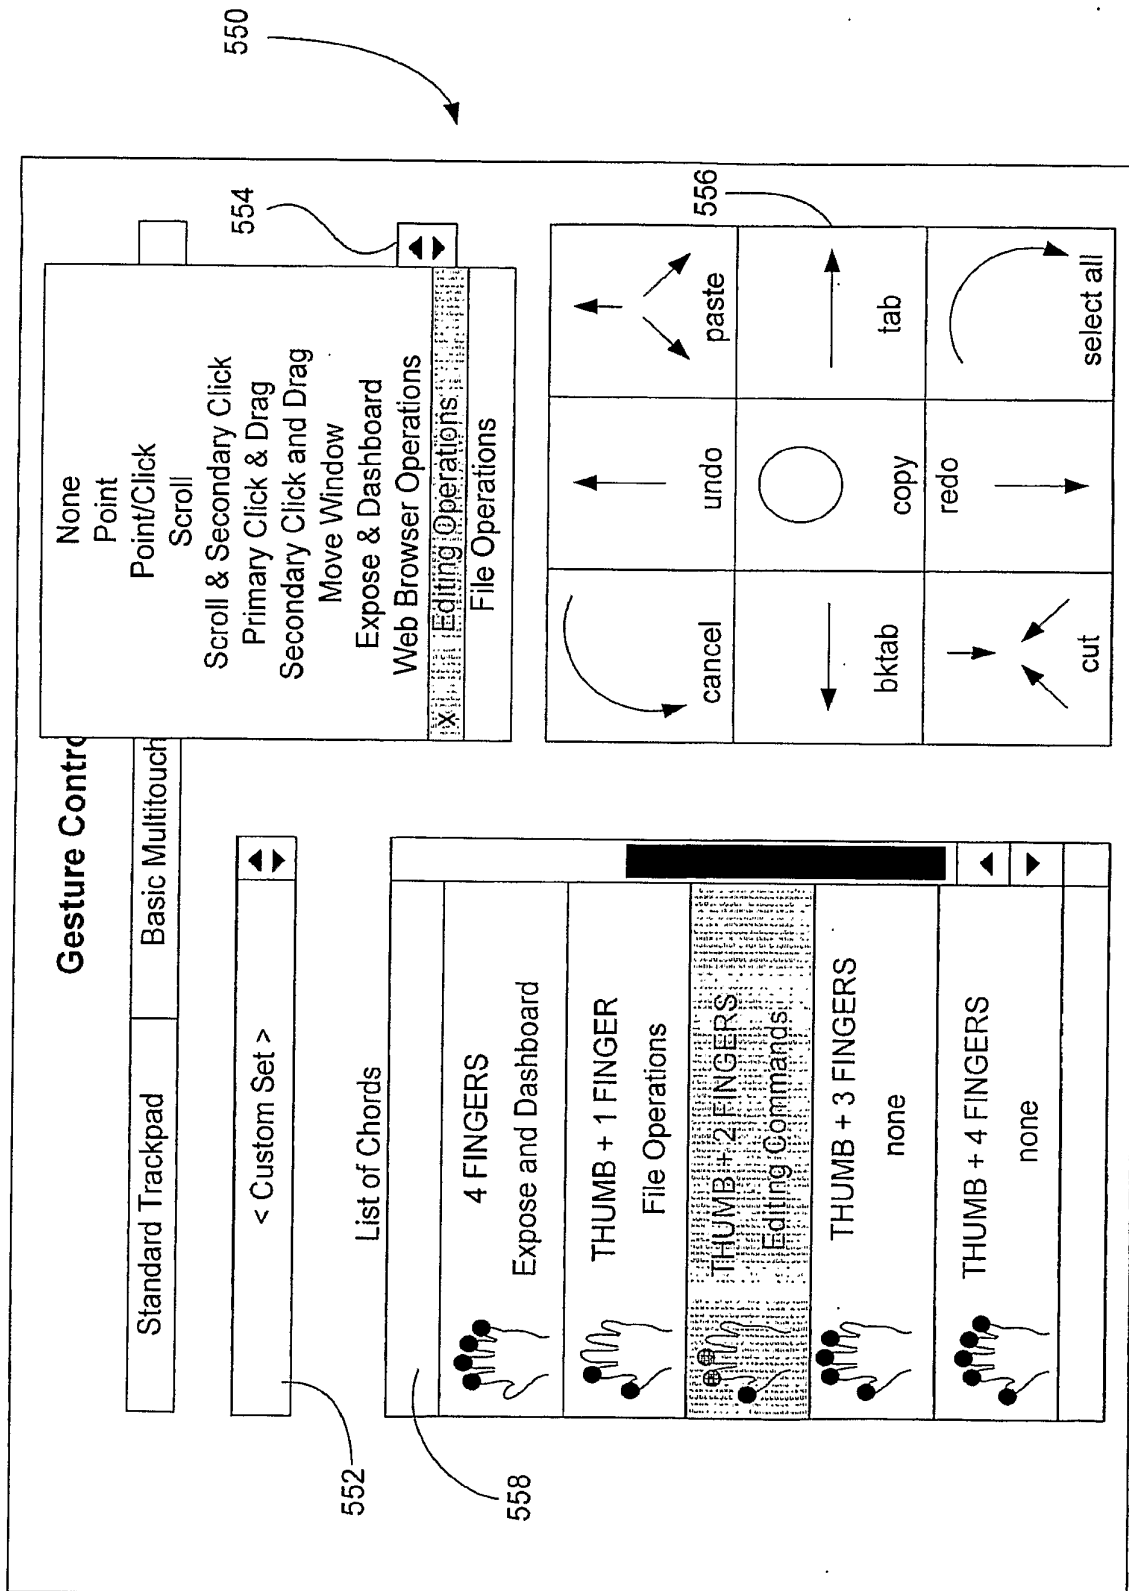 550
Gesture Contro
Standard Trackpad
Basic Multitouch
552
< Custom Set >
None
Point
Point/Click
Scroll
Scroll & Secondary Click
Primary Click & Drag
Secondary Click and Drag
Move Window
Expose & Dashboard
Web Browser Operations
X Editing Operations
File Operations
554
558
List of Chords
4 FINGERS
Expose and Dashboard
THUMB + 1 FINGER
File Operations
THUMB + 2 FINGERS
Editing Commands
THUMB + 3 FINGERS
none
THUMB + 4 FINGERS
none
556
cancel
undo
paste
bktab
copy
tab
cut
redo
select all